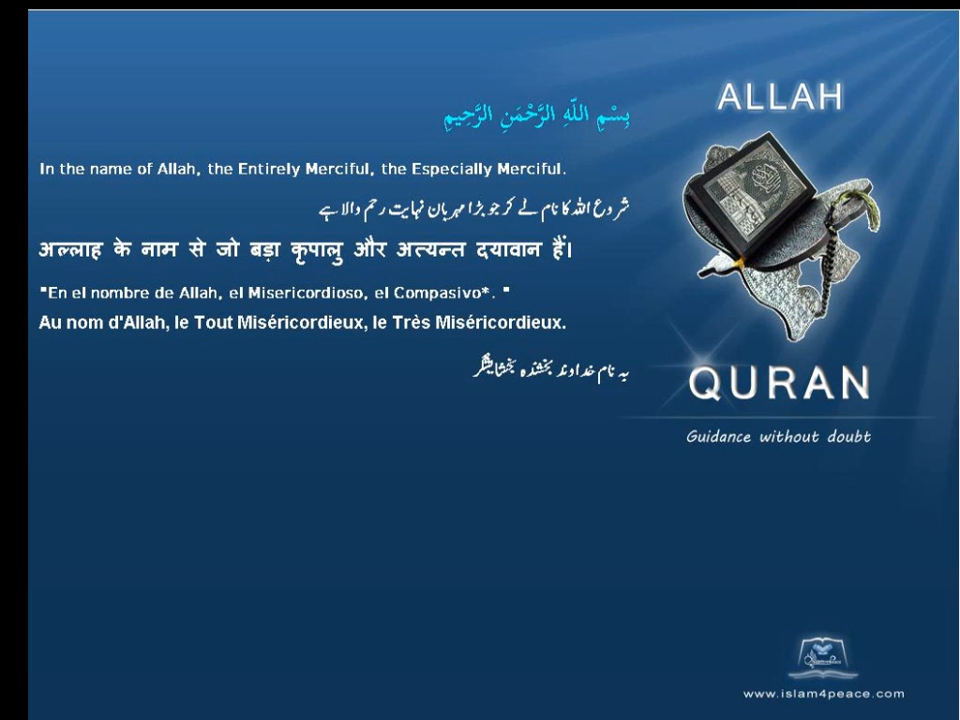 بِسْمِ اللَّهِ الرَّحْمَنِ الرَّحِيمِ
In the name of Allah, the Entirely Merciful, the Especially Merciful.
شروع الله کا نام لے کر جو بڑا مہربان نہایت رحم والا ہے
अल्लाह के नाम से जो बड़ा कृपालु और अत्यन्त दयावान हैं।
"En el nombre de Allah, el Misericordioso, el Compasivo*. "
Au nom d'Allah, le Tout Miséricordieux, le Très Miséricordieux.
به نام خداوند بخشنده بخشایشگر
ALLAH
QURAN
Guidance without doubt
www.islam4peace.com